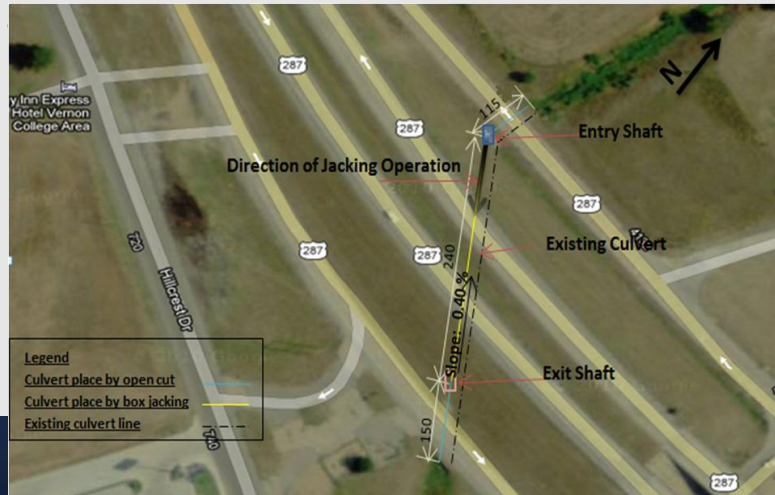 287
N
y Inn Express
Hotel Vernon
College Area
115
287
Entry Shaft
Direction of Jacking Operation
287
720
287
287
240
Existing Culvert
Hillcrest Dr
Slope: 0.40 %
Legend
Culvert place by open cut
Culvert place by box jacking
Existing culvert line
Exit Shaft
150
740
287